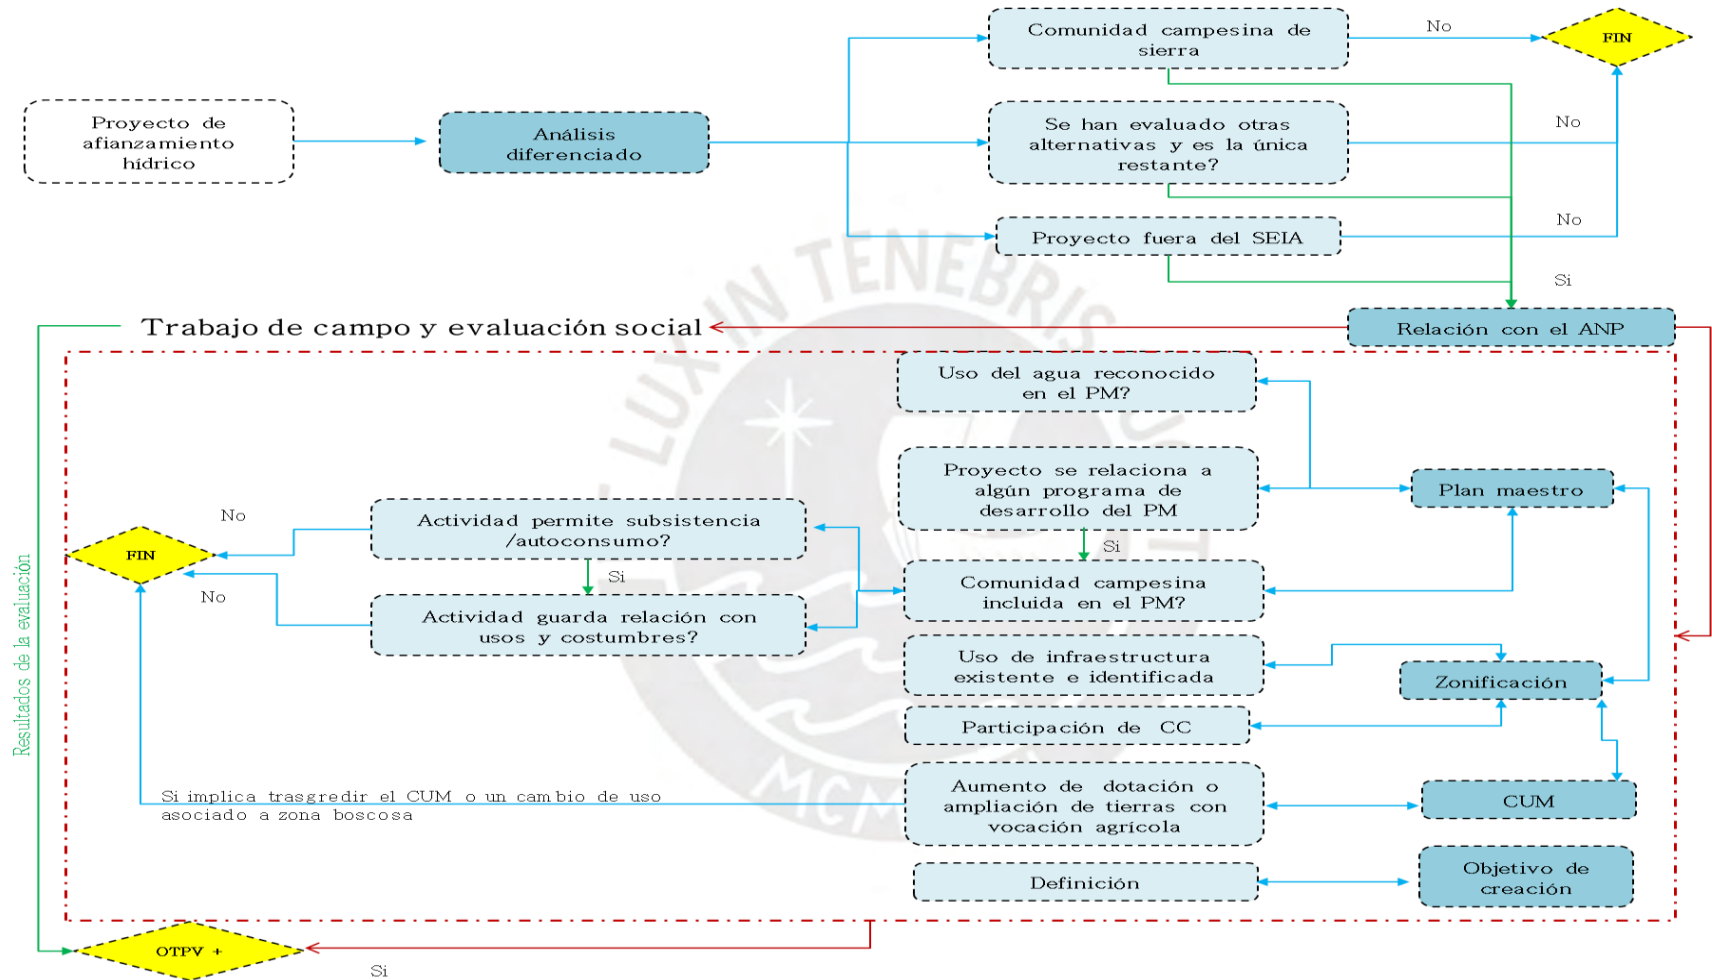 Comunidad campesina de
sierra
No
FIN
Proyecto de
afianzamiento
hídrico
Análisis
diferenciado
Se han evaluado otras
alternativas y es la única
restante?
No
Proyecto fuera del SEIA
No
Si
Trabajo de campo y evaluación social
Relación con el ANP
Uso del agua reconocido
en el PM?
Proyecto se relaciona a
algún programa de
desarrollo del PM
Plan maestro
Si
No
Actividad permite subsistencia
/autoconsumo?
FIN
Si
No
Actividad guarda relación con
usos y costumbres?
Comunidad campesina
incluida en el PM?
Uso de infraestructura
existente e identificada
Zonificación
Participación de CC
Resultados de la evaluación
Si implica trasgredir el CUM o un cambio de uso
asociado a zona boscosa
Aumento de dotación o
ampliación de tierras con
vocación agrícola
CUM
Definición
Objetivo de
creación
OTPV +
Si
LUX IN TENEBRIS
MCM